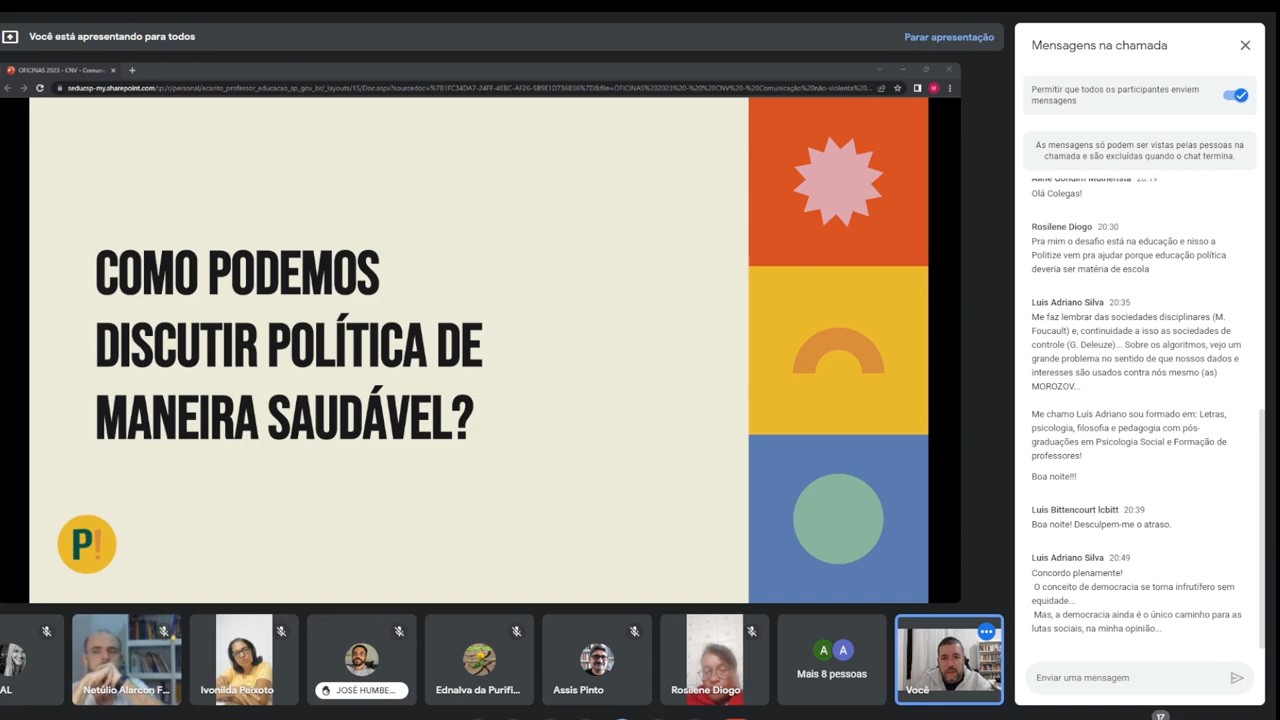 Você está apresentando para todos
Parar apresentação
OFICINAS 2023 - CNV - Comuni
COMO PODEMOS
DISCUTIR POLÍTICA DE
MANEIRA SAUDÁVEL?
P!
Mensagens na chamada
Permitir que todos os participantes enviem
mensagens
As mensagens só podem ser vistas pelas pessoas na
chamada e são excluídas quando o chat termina.
Olá Colegas!
Rosilene Diogo 20:30
Pra mim o desafio está na educação e nisso a
Politize vem pra ajudar porque educação política
deveria ser matéria de escola
Luis Adriano Silva 20:35
Me faz lembrar das sociedades disciplinares (M.
Foucault) e, continuidade a isso as sociedades de
controle (G. Deleuze)... Sobre os algoritmos, vejo um
grande problema no sentido de que nossos dados e
interesses são usados contra nós mesmo (as)
MOROZOV...
Me chamo Luís Adriano sou formado em: Letras,
psicologia, filosofia e pedagogia com pós-
graduações em Psicologia Social e Formação de
professores!
Boa noite!!!
Luis Bittencourt lcbitt 20:39
Boa noite! Desculpem-me o atraso.
Luis Adriano Silva 20:49
Concordo plenamente!
O conceito de democracia se torna infrutífero sem
equidade...
Mas, a democracia ainda é o único caminho para as
lutas sociais, na minha opinião...
Enviar uma mensagem
AL
Netúlio Alarcon F...
Ivonilda Peixoto
JOSÉ HUMBE...
Ednalva da Purifi...
Assis Pinto
Rosilene Diogo
A A
Mais 8 pessoas
Você
17